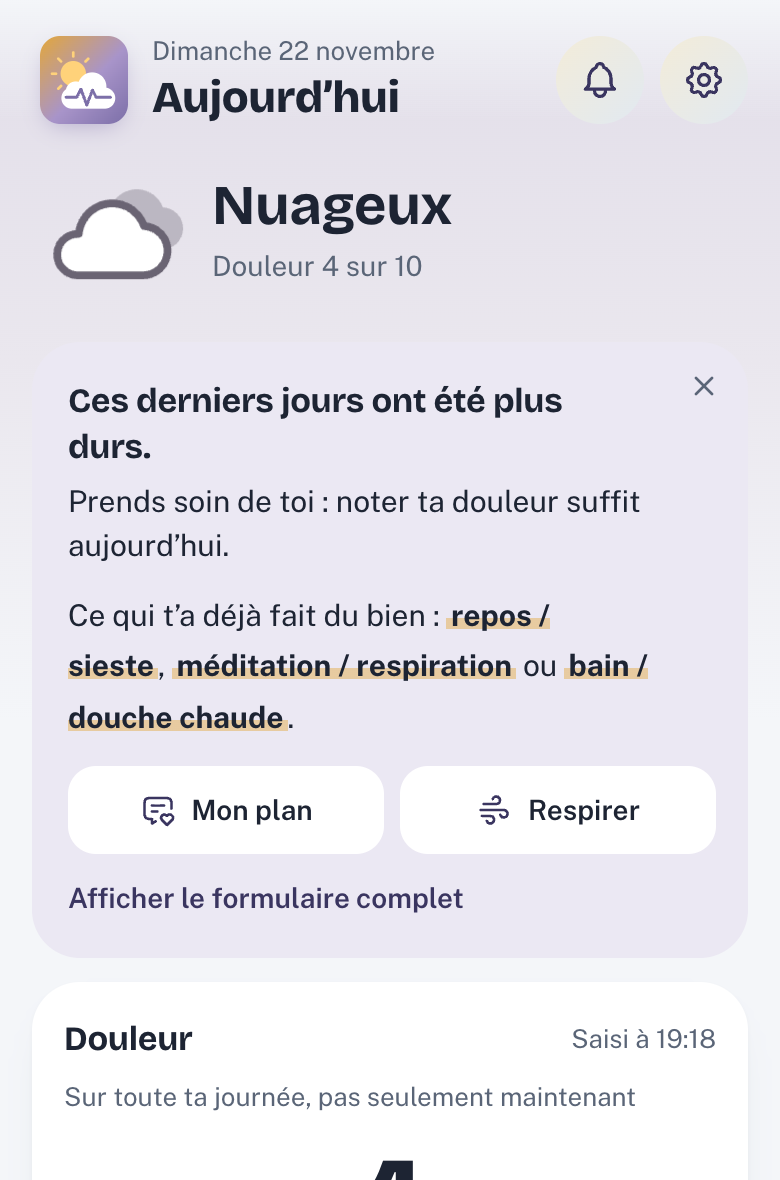 Dimanche 22 novembre
Aujourd’hui
Nuageux
Douleur 4 sur 10
Ces derniers jours ont été plus
durs.
Prends soin de toi : noter ta douleur suffit
aujourd’hui.
Ce qui t’a déjà fait du bien : repos /
sieste, méditation / respiration ou bain /
douche chaude.
Mon plan
Respirer
Afficher le formulaire complet
Douleur
Saisi à 19:18
Sur toute ta journée, pas seulement maintenant
4